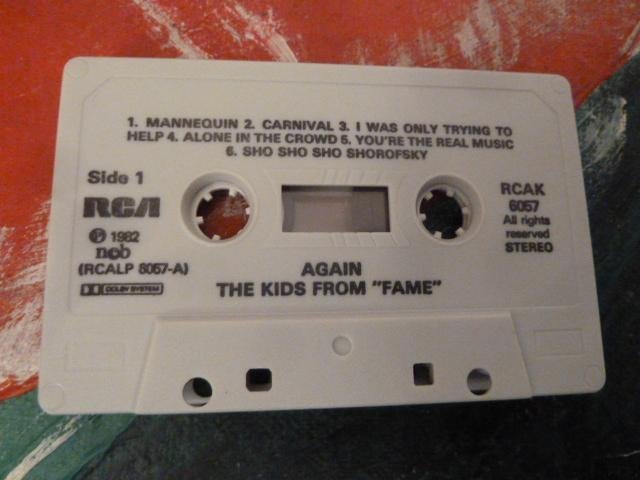 1. MANNEQUIN 2. CARNIVAL 3. I WAS ONLY TRYING TO
HELP 4. ALONE IN THE CROWD 5. YOU'RE THE REAL MUSIC
6. SHO SHO SHO SHOROFSKY
Side 1
RCA
℗ 1982
ncb
(RCALP 6057-A)
DOLBY SYSTEM
RCAK
6057
All rights
reserved
STEREO
AGAIN
THE KIDS FROM "FAME"